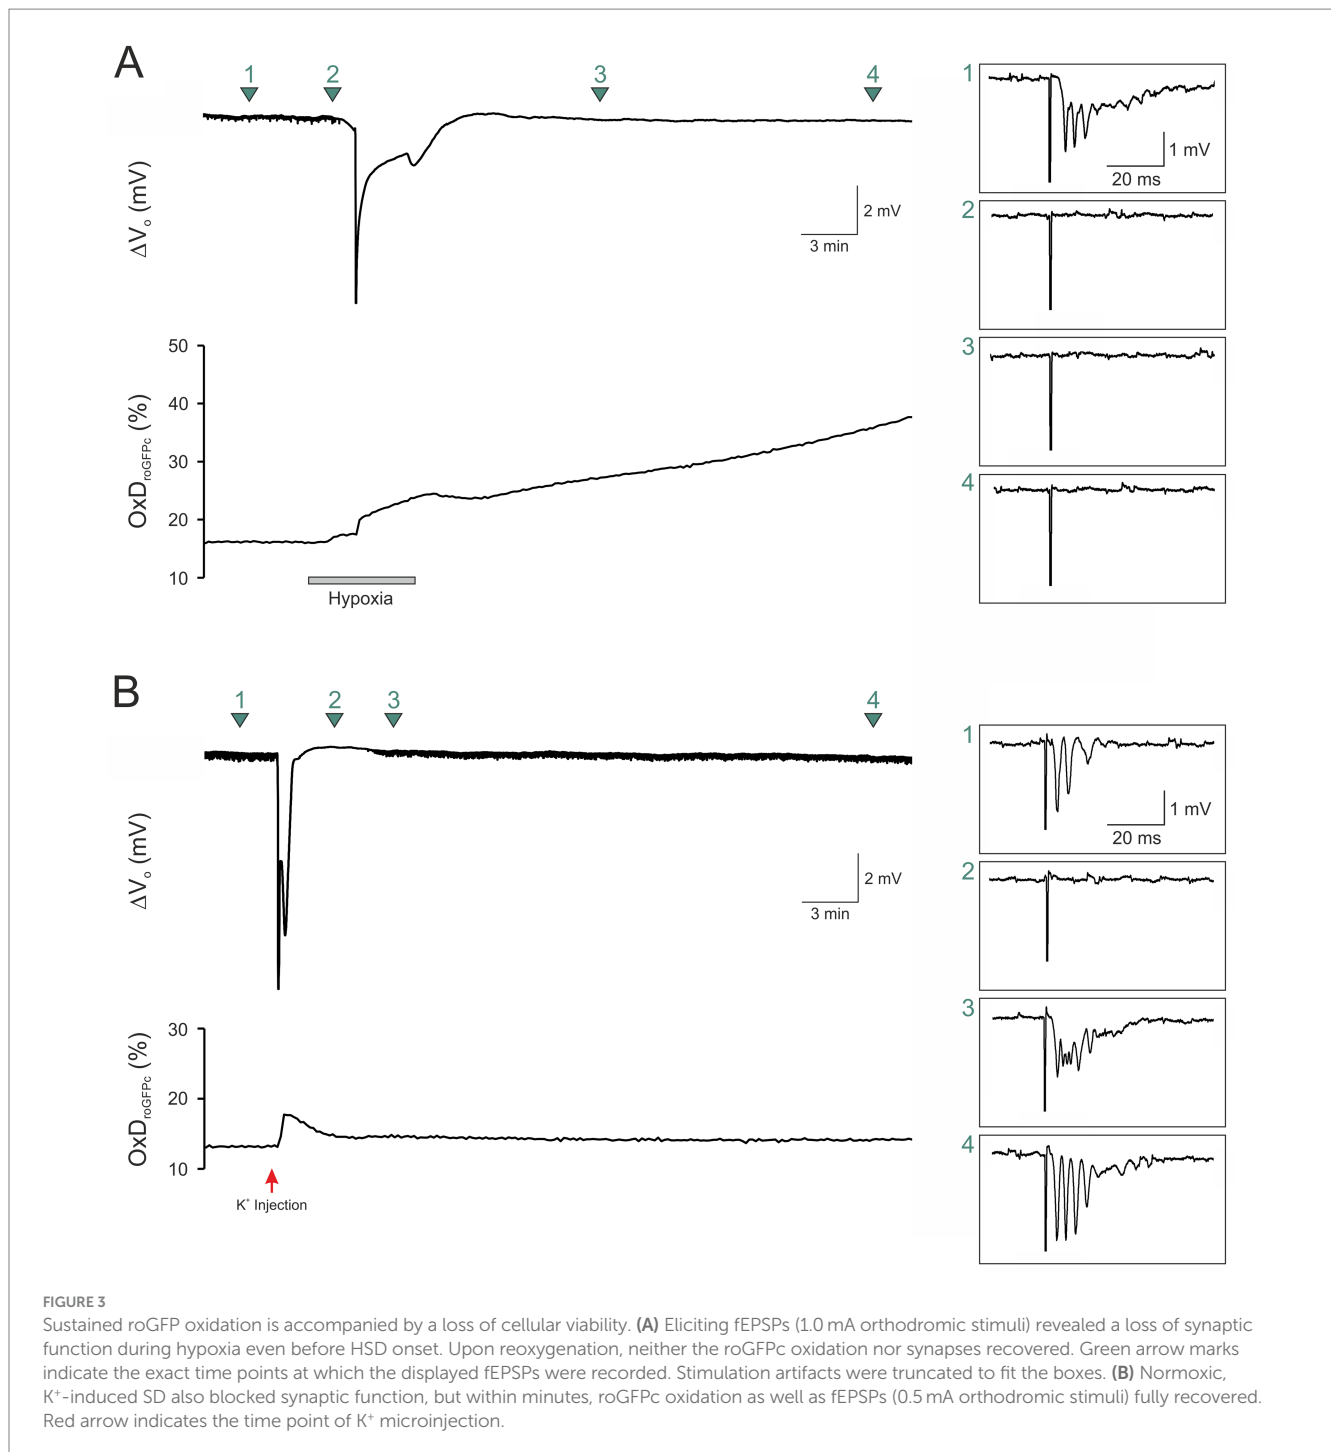 A
1
2
3
4
ΔVo (mV)
2 mV
3 min
50
40
30
20
10
OxDroGFPc (%)
Hypoxia
1
1 mV
20 ms
2
3
4
B
1
2
3
4
ΔVo (mV)
2 mV
3 min
30
20
10
OxDroGFPc (%)
K⁺ Injection
1
1 mV
20 ms
2
3
4
FIGURE 3
Sustained roGFP oxidation is accompanied by a loss of cellular viability. (A) Eliciting fEPSPs (1.0 mA orthodromic stimuli) revealed a loss of synaptic
function during hypoxia even before HSD onset. Upon reoxygenation, neither the roGFPc oxidation nor synapses recovered. Green arrow marks
indicate the exact time points at which the displayed fEPSPs were recorded. Stimulation artifacts were truncated to fit the boxes. (B) Normoxic,
K⁺-induced SD also blocked synaptic function, but within minutes, roGFPc oxidation as well as fEPSPs (0.5 mA orthodromic stimuli) fully recovered.
Red arrow indicates the time point of K⁺ microinjection.